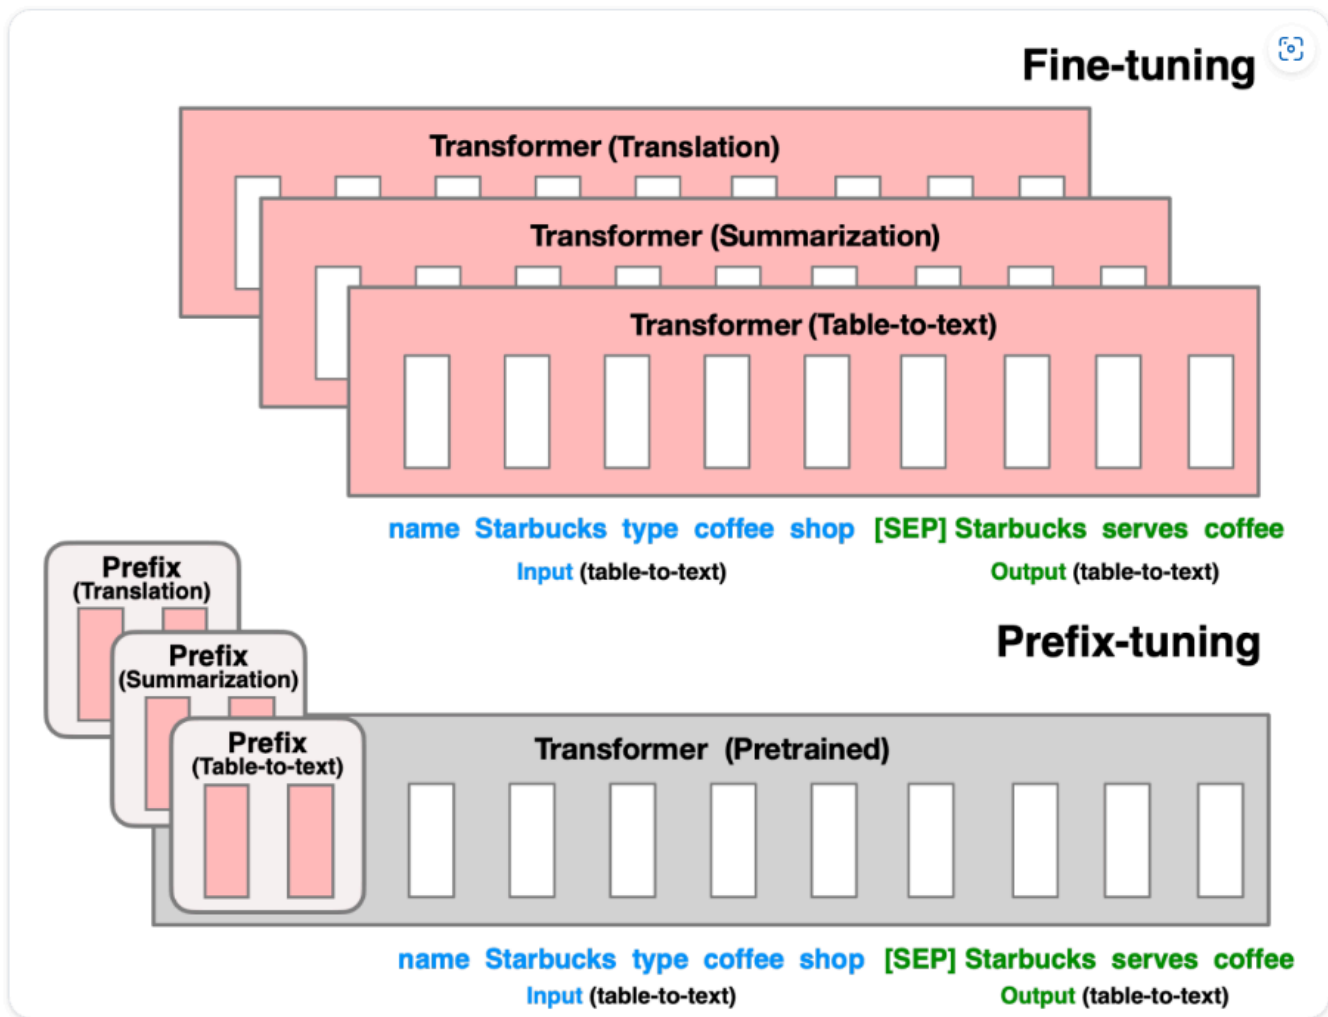 Fine-tuning
Transformer (Translation)
Transformer (Summarization)
Transformer (Table-to-text)
name Starbucks type coffee shop [SEP] Starbucks serves coffee
Input (table-to-text) Output (table-to-text)
Prefix
(Translation)
Prefix-tuning
Prefix
(Summarization)
Prefix
(Table-to-text)
Transformer (Pretrained)
name Starbucks type coffee shop [SEP] Starbucks serves coffee
Input (table-to-text) Output (table-to-text)